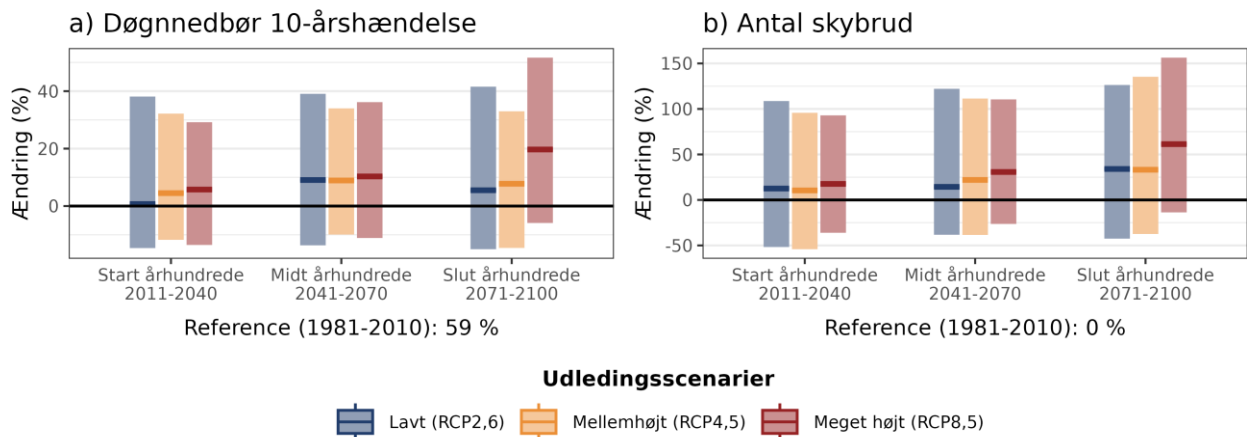 a) Døgnnedbør 10-årshændelse
Ændring (%)
40
20
0
Start århundrede
2011-2040
Midt århundrede
2041-2070
Slut århundrede
2071-2100
Reference (1981-2010): 59 %
b) Antal skybrud
Ændring (%)
150
100
50
0
-50
Start århundrede
2011-2040
Midt århundrede
2041-2070
Slut århundrede
2071-2100
Reference (1981-2010): 0 %
Udledingsscenarier
Lavt (RCP2,6)
Mellemhøjt (RCP4,5)
Meget højt (RCP8,5)